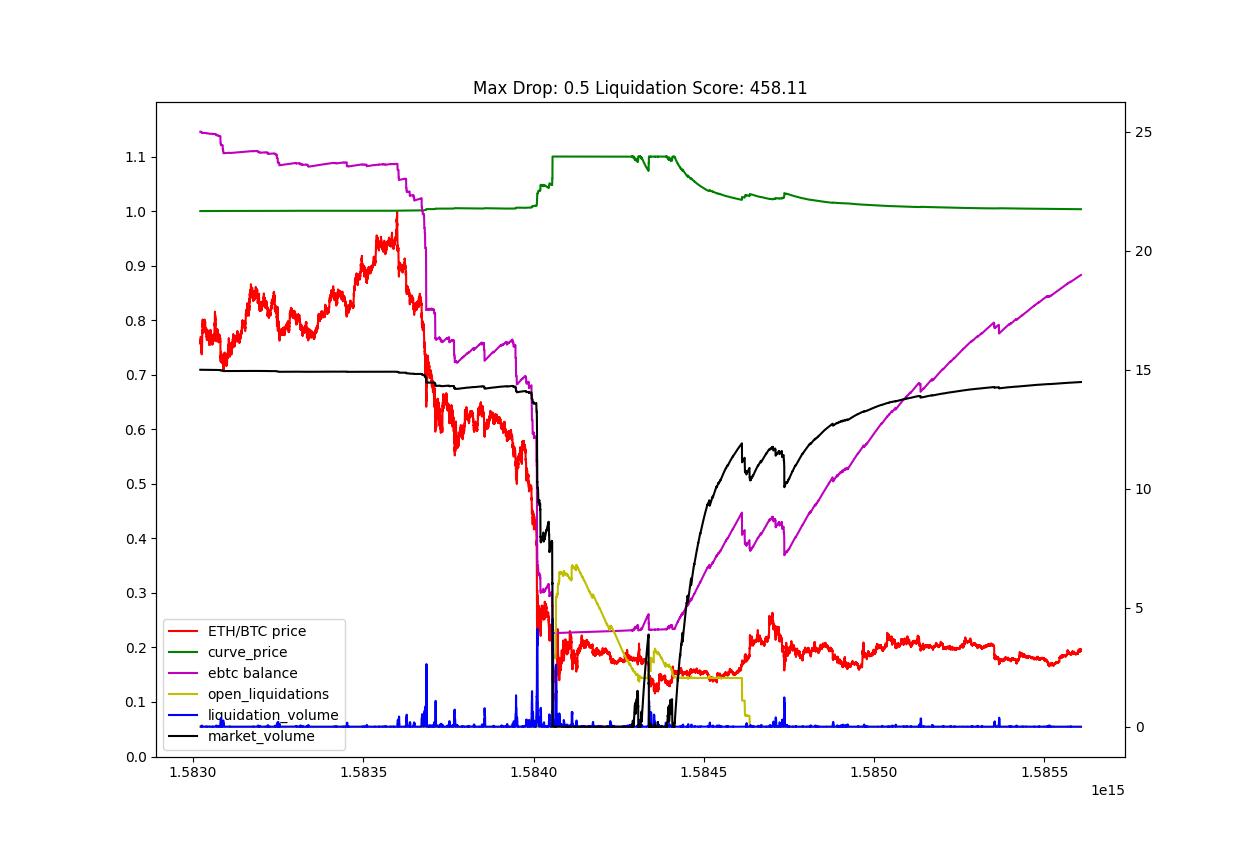 Max Drop: 0.5 Liquidation Score: 458.11
1.1
1.0
0.9
0.8
0.7
0.6
0.5
0.4
0.3
0.2
0.1
0.0
25
20
15
10
5
0
ETH/BTC price
curve_price
ebtc balance
open_liquidations
liquidation_volume
market_volume
1.5830 1.5835 1.5840 1.5845 1.5850 1.5855
1e15